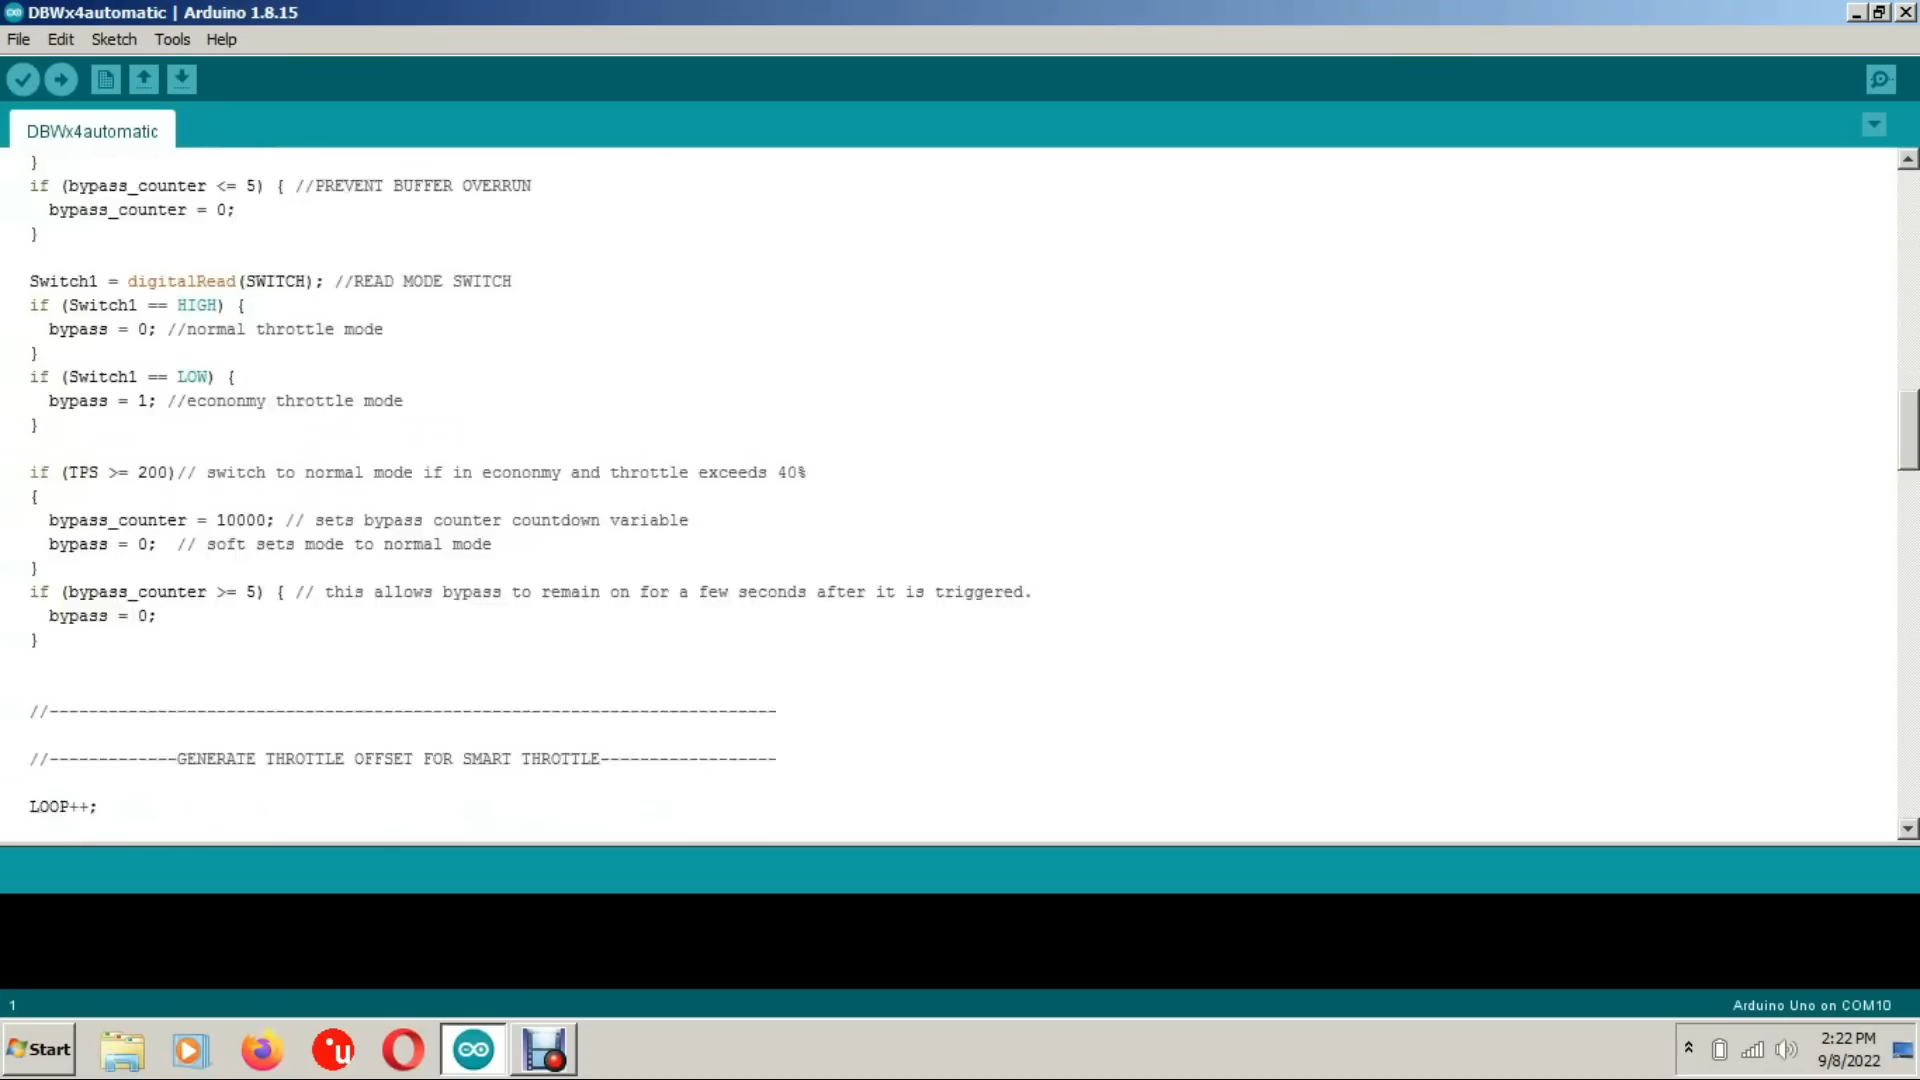 DBWx4automatic | Arduino 1.8.15
File Edit Sketch Tools Help
DBWx4automatic
}
if (bypass_counter <= 5) { //PREVENT BUFFER OVERRUN
  bypass_counter = 0;
}
Switch1 = digitalRead(SWITCH); //READ MODE SWITCH
if (Switch1 == HIGH) {
  bypass = 0; //normal throttle mode
}
if (Switch1 == LOW) {
  bypass = 1; //econonmy throttle mode
}
if (TPS >= 200)// switch to normal mode if in econonmy and throttle exceeds 40%
{
  bypass_counter = 10000; // sets bypass counter countdown variable
  bypass = 0;  // soft sets mode to normal mode
}
if (bypass_counter >= 5) { // this allows bypass to remain on for a few seconds after it is triggered.
  bypass = 0;
}
//--------------------------------------------------------------------------
//-------------GENERATE THROTTLE OFFSET FOR SMART THROTTLE------------------
LOOP++;
1
Arduino Uno on COM10
Start
2:22 PM
9/8/2022